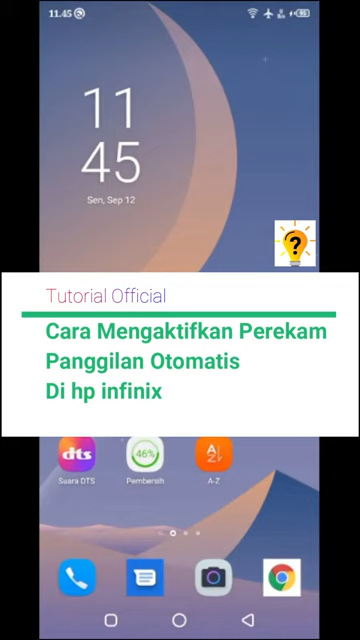 11.45
11
45
Sen, Sep 12
Tutorial Official
Cara Mengaktifkan Perekam
Panggilan Otomatis
Di hp infinix
dts
46%
A-Z
Suara DTS
Pembersih
A-Z